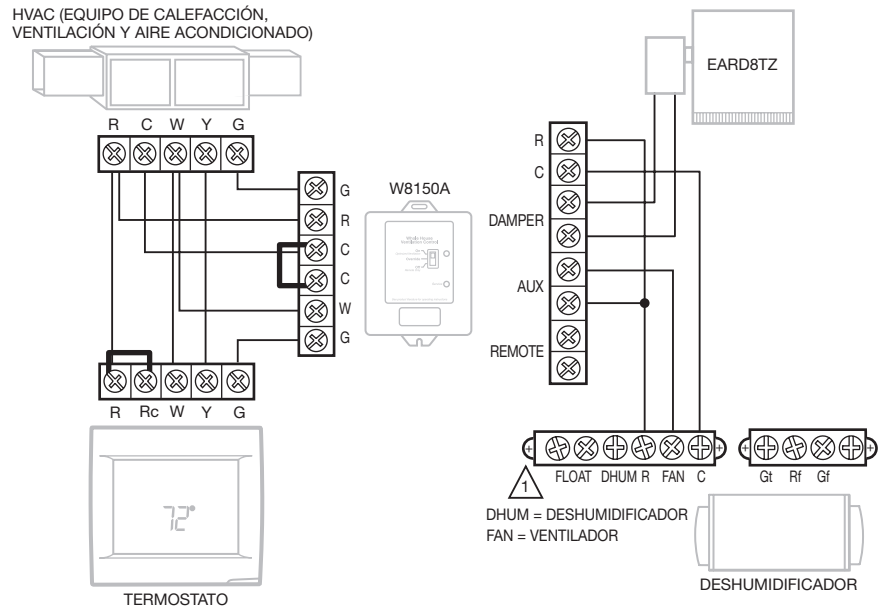 HVAC (EQUIPO DE CALEFACCIÓN,
VENTILACIÓN Y AIRE ACONDICIONADO)
R C W Y G
G
R
C
C
W
G
W8150A
R Rc W Y G
72°
TERMOSTATO
EARD8TZ
R
C
DAMPER
AUX
REMOTE
FLOAT DHUM R FAN C
Gt Rf Gf
1
DHUM = DESHUMIDIFICADOR
FAN = VENTILADOR
DESHUMIDIFICADOR